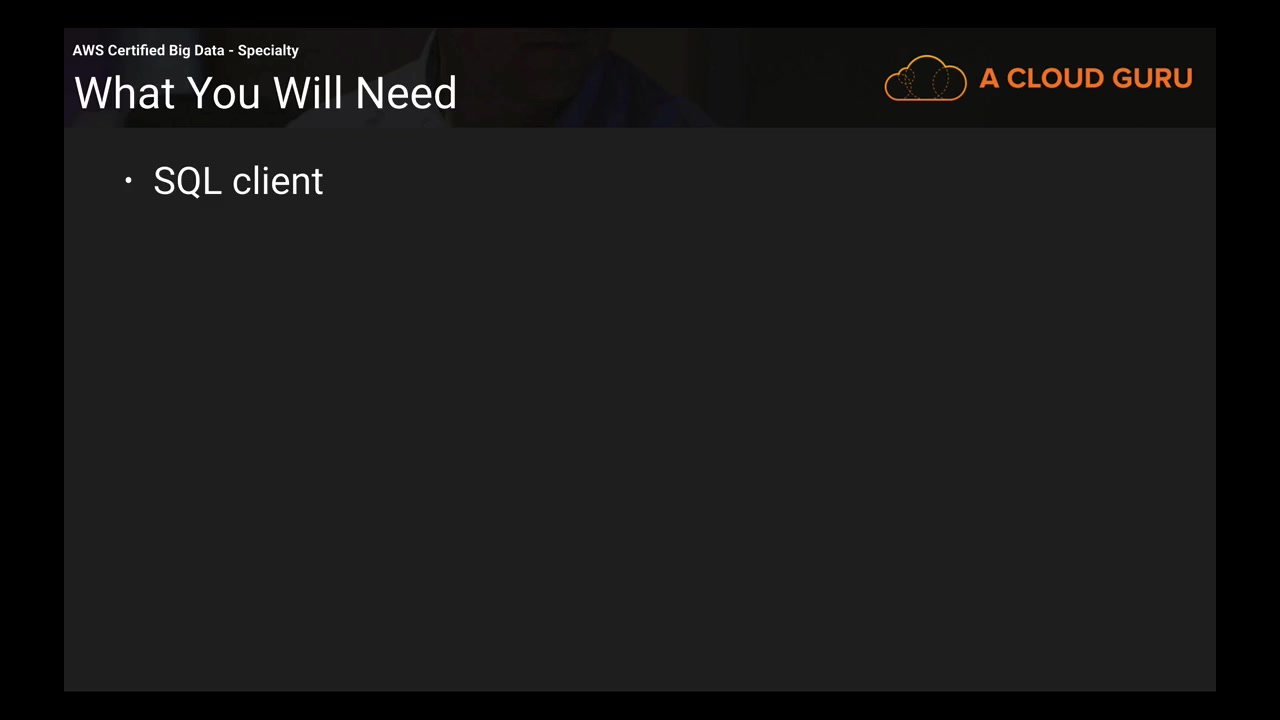 AWS Certified Big Data - Specialty
What You Will Need
A CLOUD GURU
• SQL client